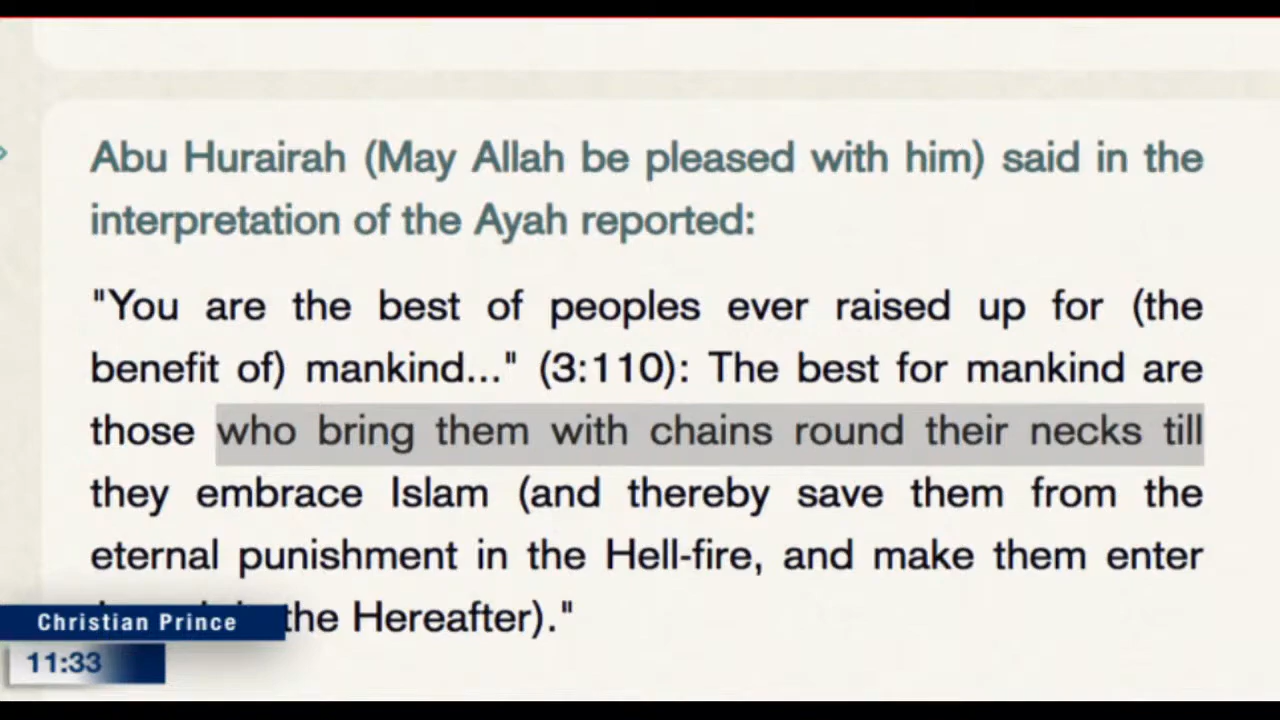 Abu Hurairah (May Allah be pleased with him) said in the
interpretation of the Ayah reported:
"You are the best of peoples ever raised up for (the
benefit of) mankind..." (3:110): The best for mankind are
those who bring them with chains round their necks till
they embrace Islam (and thereby save them from the
eternal punishment in the Hell-fire, and make them enter
the Hereafter)."
Christian Prince
11:33